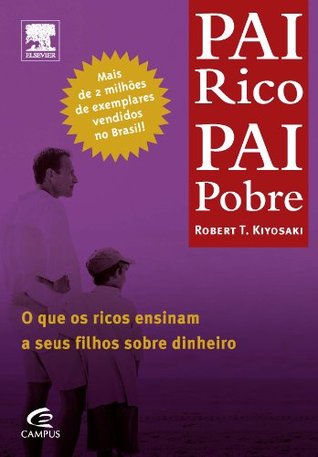 ELSEVIER
Mais
de 2 milhões
de exemplares
vendidos
no Brasil!
PAI
Rico
PAI
Pobre
ROBERT T. KIYOSAKI
O que os ricos ensinam
a seus filhos sobre dinheiro
CAMPUS